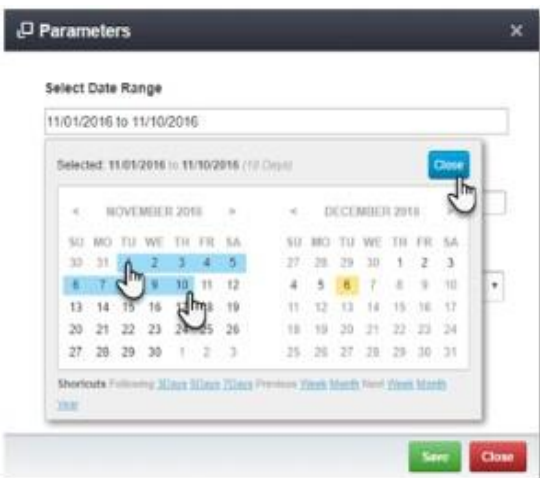 Parameters ×
Select Date Range
11/01/2016 to 11/10/2016
Selected: 11/01/2016 to 11/10/2016 (10 Days) Close
< NOVEMBER 2016 > < DECEMBER 2016
SU MO TU WE TH FR SA SU MO TU WE TH FR SA
30 31 1 2 3 4 5 27 28 29 30 1 2 3
6 7 9 10 11 12 4 5 6 7 8 9 10
13 14 15 16 18 19 11 12 13 14 15 16 17
20 21 22 23 24 25 26 18 19 20 21 22 23 24
27 28 29 30 1 2 3 25 26 27 28 29 30 31
Shortcuts Following 3Days 5Days 7Days Previous Week Month Next Week Month
Year
Save Close